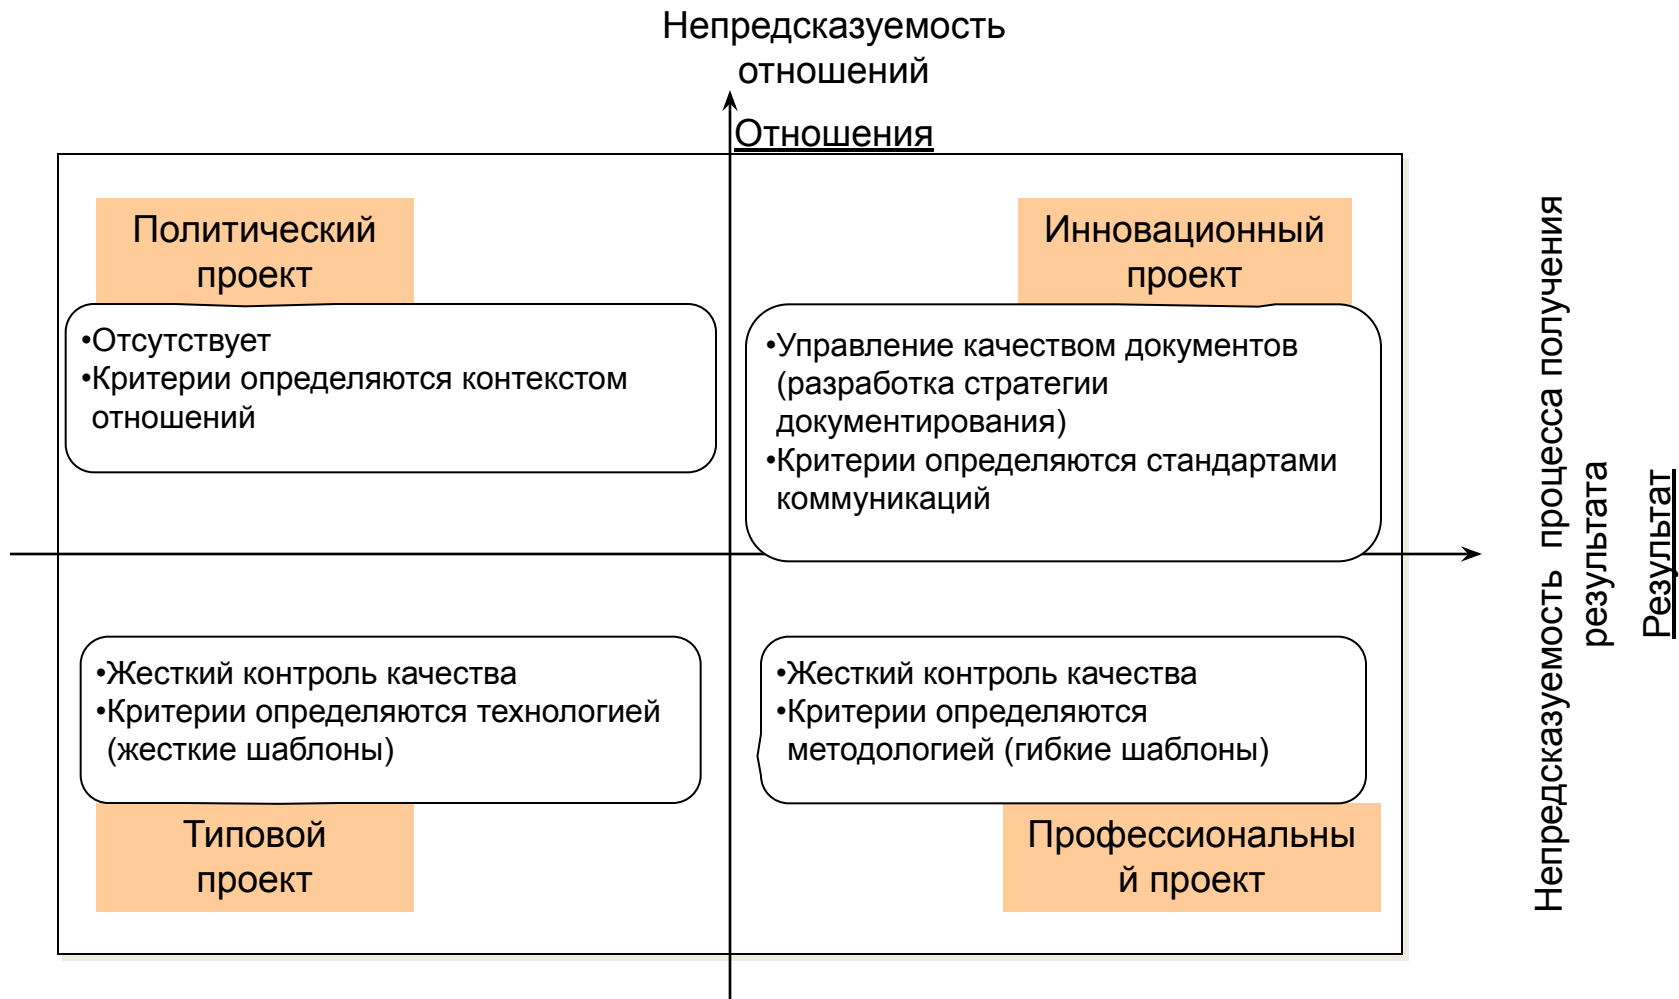 Непредсказуемость
отношений
Отношения
Политический
проект
•Отсутствует
•Критерии определяются контекстом
отношений
Инновационный
проект
•Управление качеством документов
(разработка стратегии
документирования)
•Критерии определяются стандартами
коммуникаций
•Жесткий контроль качества
•Критерии определяются технологией
(жесткие шаблоны)
Типовой
проект
•Жесткий контроль качества
•Критерии определяются
методологией (гибкие шаблоны)
Профессиональны
й проект
Непредсказуемость процесса получения
результата
Результат